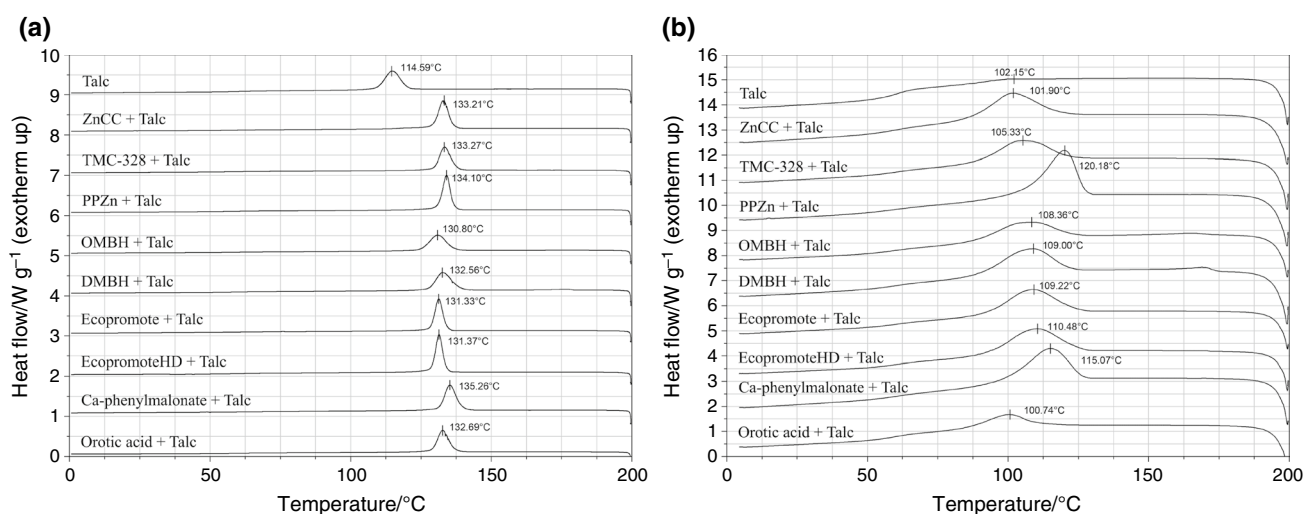 (a)
10
9
8
7
6
5
4
3
2
1
0
Heat flow/W g⁻¹ (exotherm up)
Talc
114.59°C
ZnCC + Talc
133.21°C
TMC-328 + Talc
133.27°C
PPZn + Talc
134.10°C
OMBH + Talc
130.80°C
DMBH + Talc
132.56°C
Ecopromote + Talc
131.33°C
EcopromoteHD + Talc
131.37°C
Ca-phenylmalonate + Talc
135.26°C
Orotic acid + Talc
132.69°C
0 50 100 150 200
Temperature/°C
(b)
16
15
14
13
12
11
10
9
8
7
6
5
4
3
2
1
0
Heat flow/W g⁻¹ (exotherm up)
Talc
102.15°C
ZnCC + Talc
101.90°C
TMC-328 + Talc
105.33°C
PPZn + Talc
120.18°C
OMBH + Talc
108.36°C
DMBH + Talc
109.00°C
Ecopromote + Talc
109.22°C
EcopromoteHD + Talc
110.48°C
Ca-phenylmalonate + Talc
115.07°C
Orotic acid + Talc
100.74°C
0 50 100 150 200
Temperature/°C